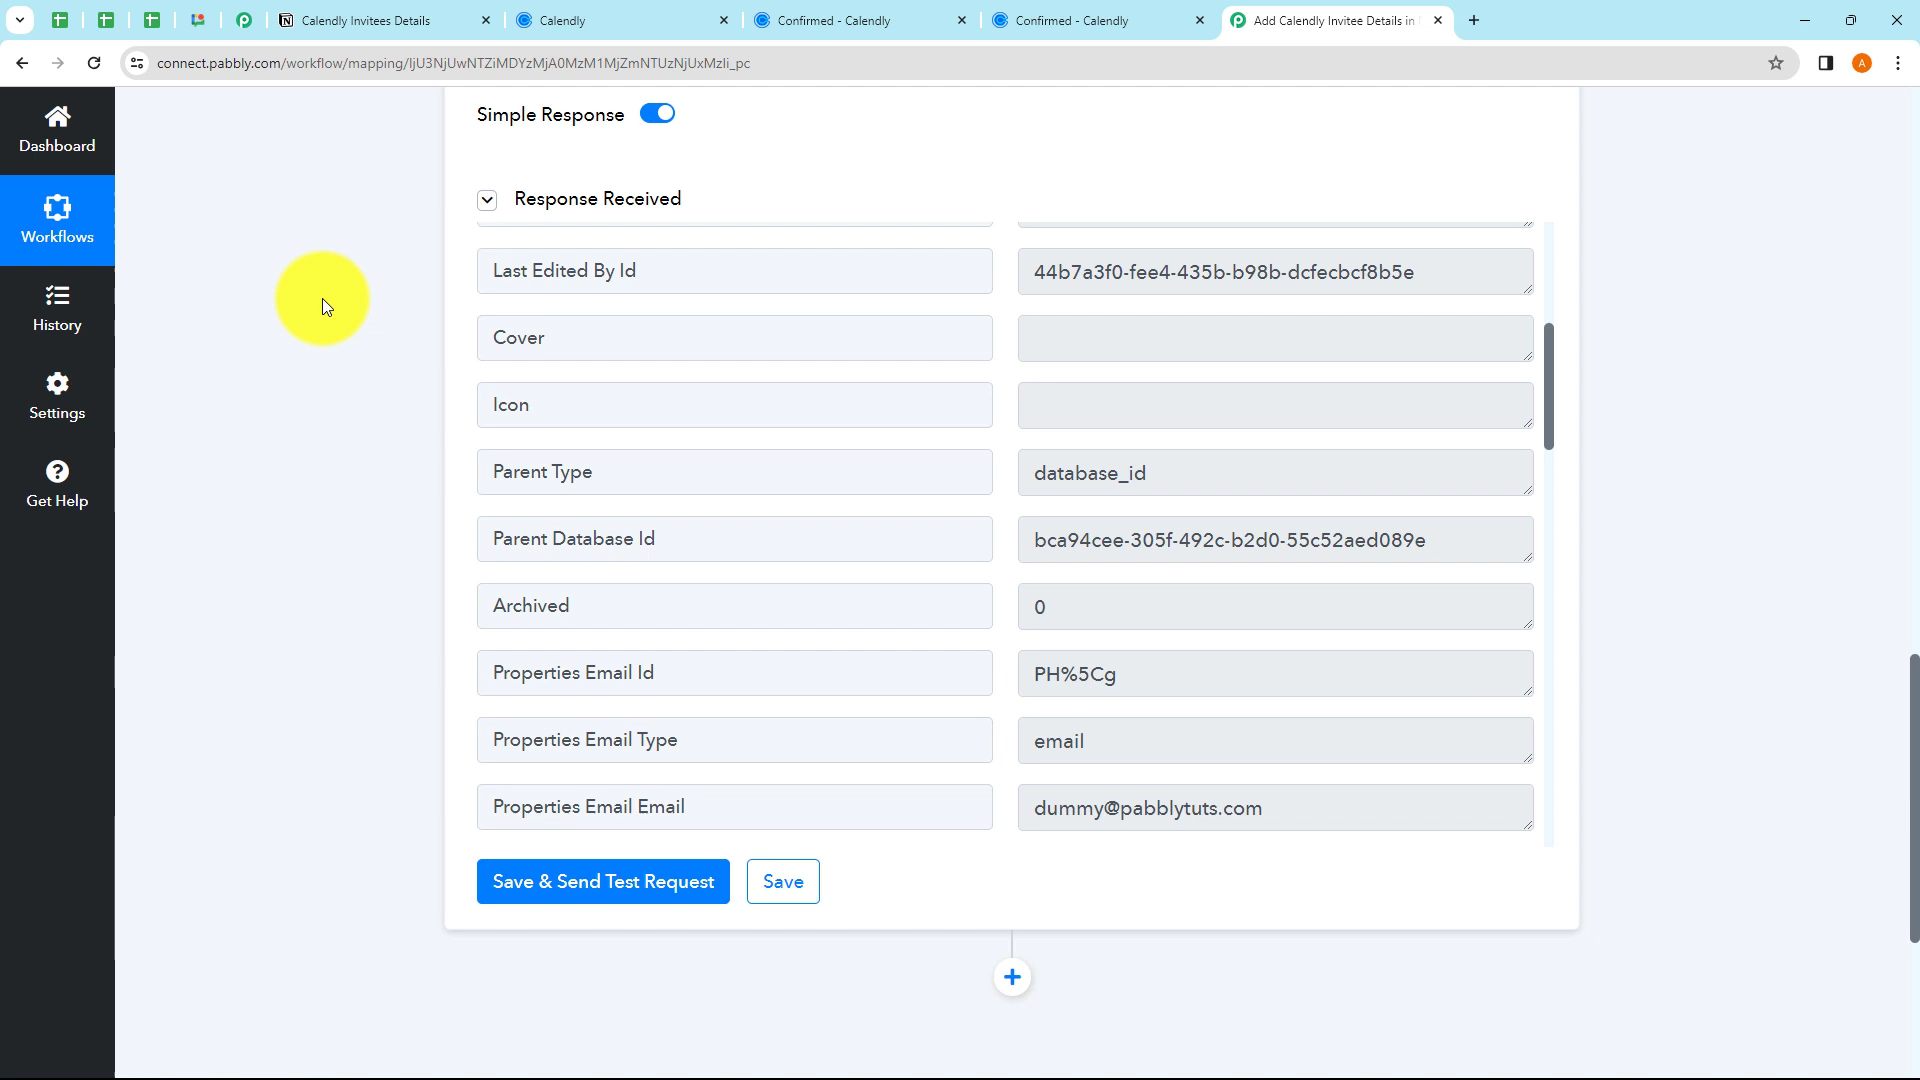 Calendly Invitees Details
Calendly
Confirmed - Calendly
Confirmed - Calendly
Add Calendly Invitee Details in
connect.pabbly.com/workflow/mapping/IjU3NjUwNTZiMDYzMjA0MzM1MjZmNTUzNjUxMzIi_pc
A
Dashboard
Workflows
History
Settings
Get Help
Simple Response
Response Received
Last Edited By Id
44b7a3f0-fee4-435b-b98b-dcfecbcf8b5e
Cover
Icon
Parent Type
database_id
Parent Database Id
bca94cee-305f-492c-b2d0-55c52aed089e
Archived
0
Properties Email Id
PH%5Cg
Properties Email Type
email
Properties Email Email
dummy@pabblytuts.com
Save & Send Test Request
Save